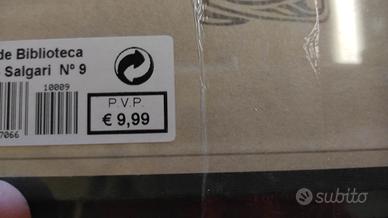 de Biblioteca
Salgari Nº 9
10009
7066
P.V.P.
€ 9,99
subito